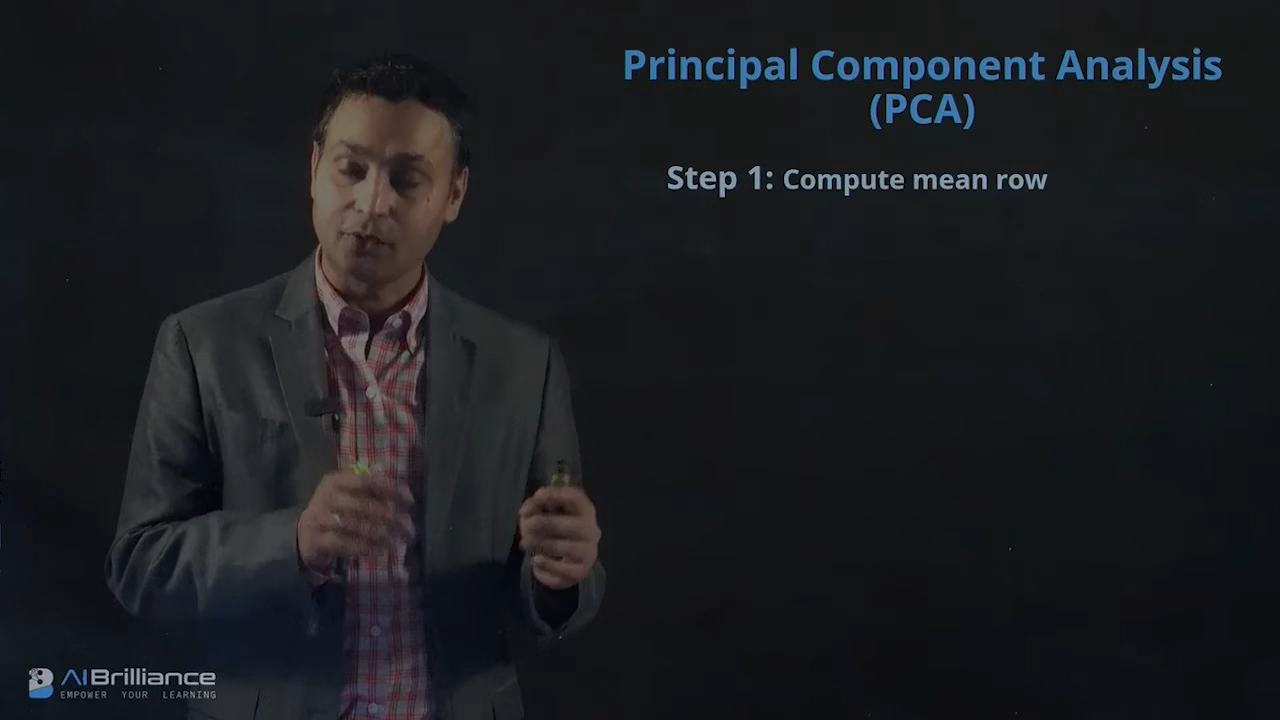 Principal Component Analysis
(PCA)
Step 1: Compute mean row
AIBrilliance
EMPOWER YOUR LEARNING